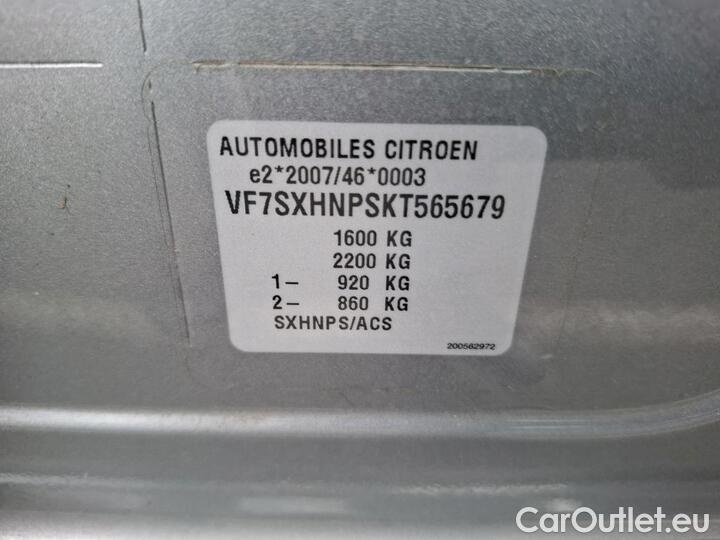 AUTOMOBILES CITROEN
e2*2007/46*0003
VF7SXHNPSKT565679
1600 KG
2200 KG
1- 920 KG
2- 860 KG
SXHNPS/ACS
200562972
CarOutlet.eu